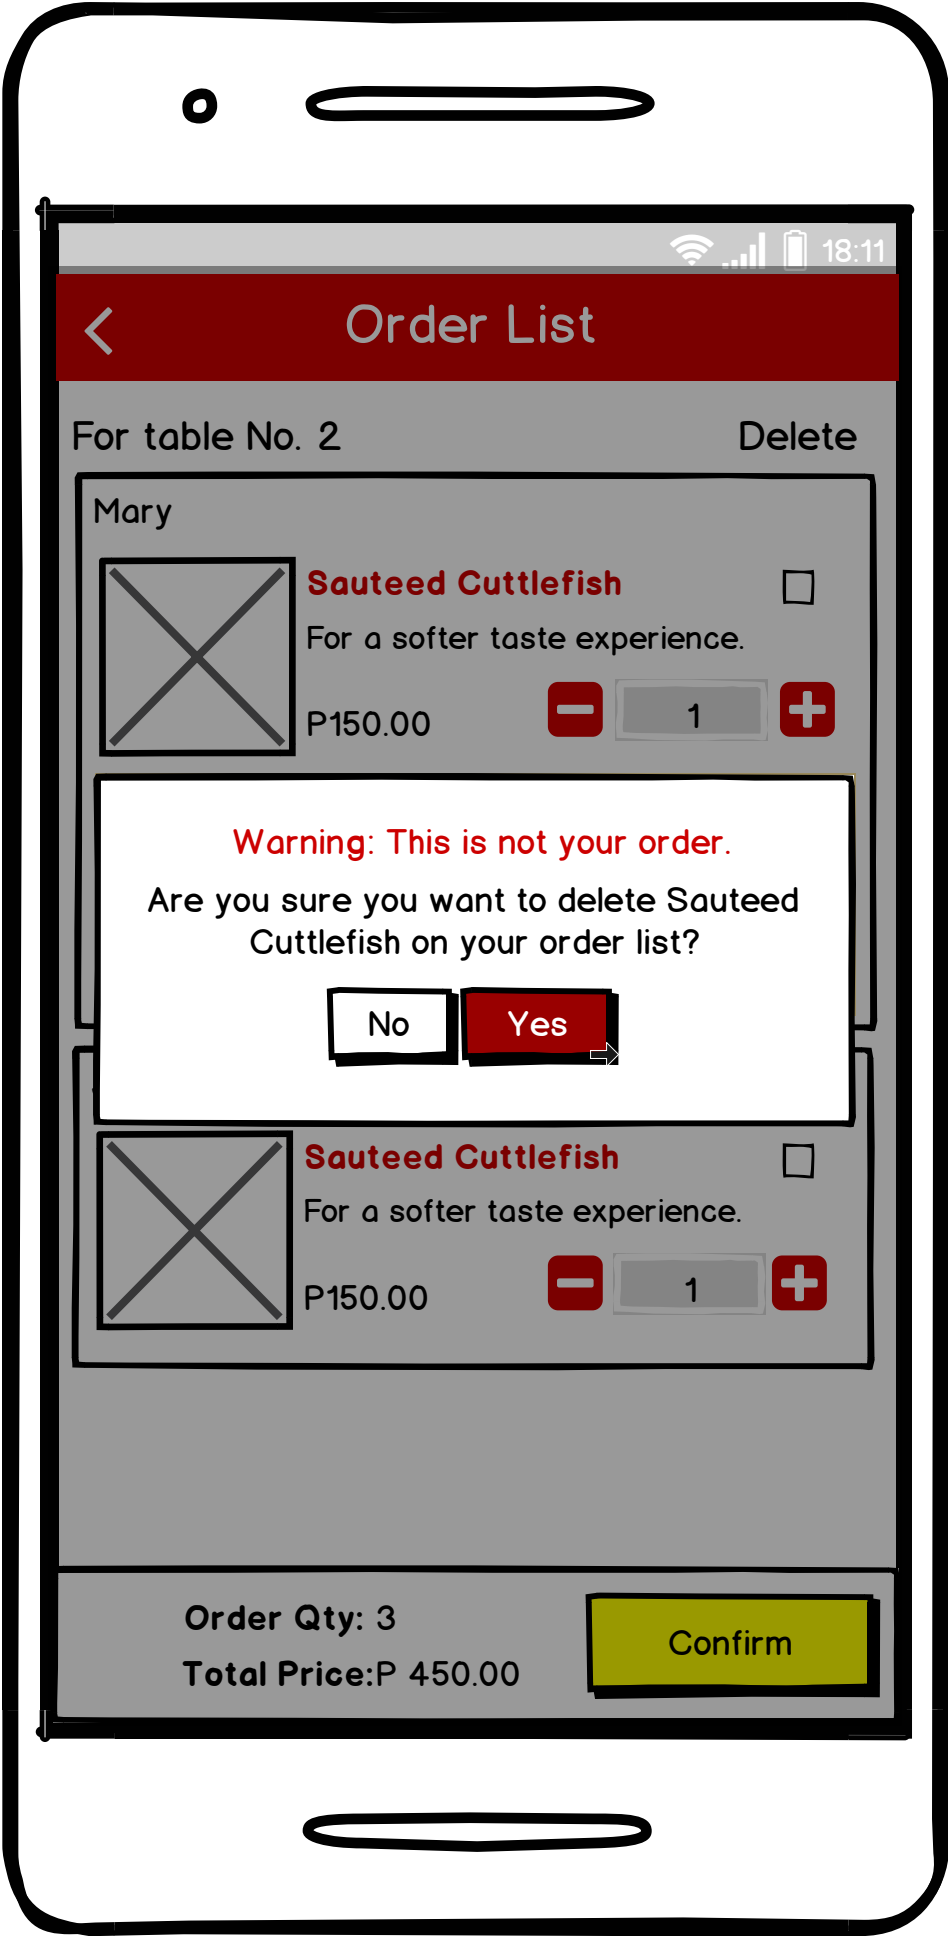 18:11
Order List
For table No. 2
Delete
Mary
Sauteed Cuttlefish
For a softer taste experience.
P150.00
1
Warning: This is not your order.
Are you sure you want to delete Sauteed
Cuttlefish on your order list?
No
Yes
Sauteed Cuttlefish
For a softer taste experience.
P150.00
1
Order Qty: 3
Total Price:P 450.00
Confirm